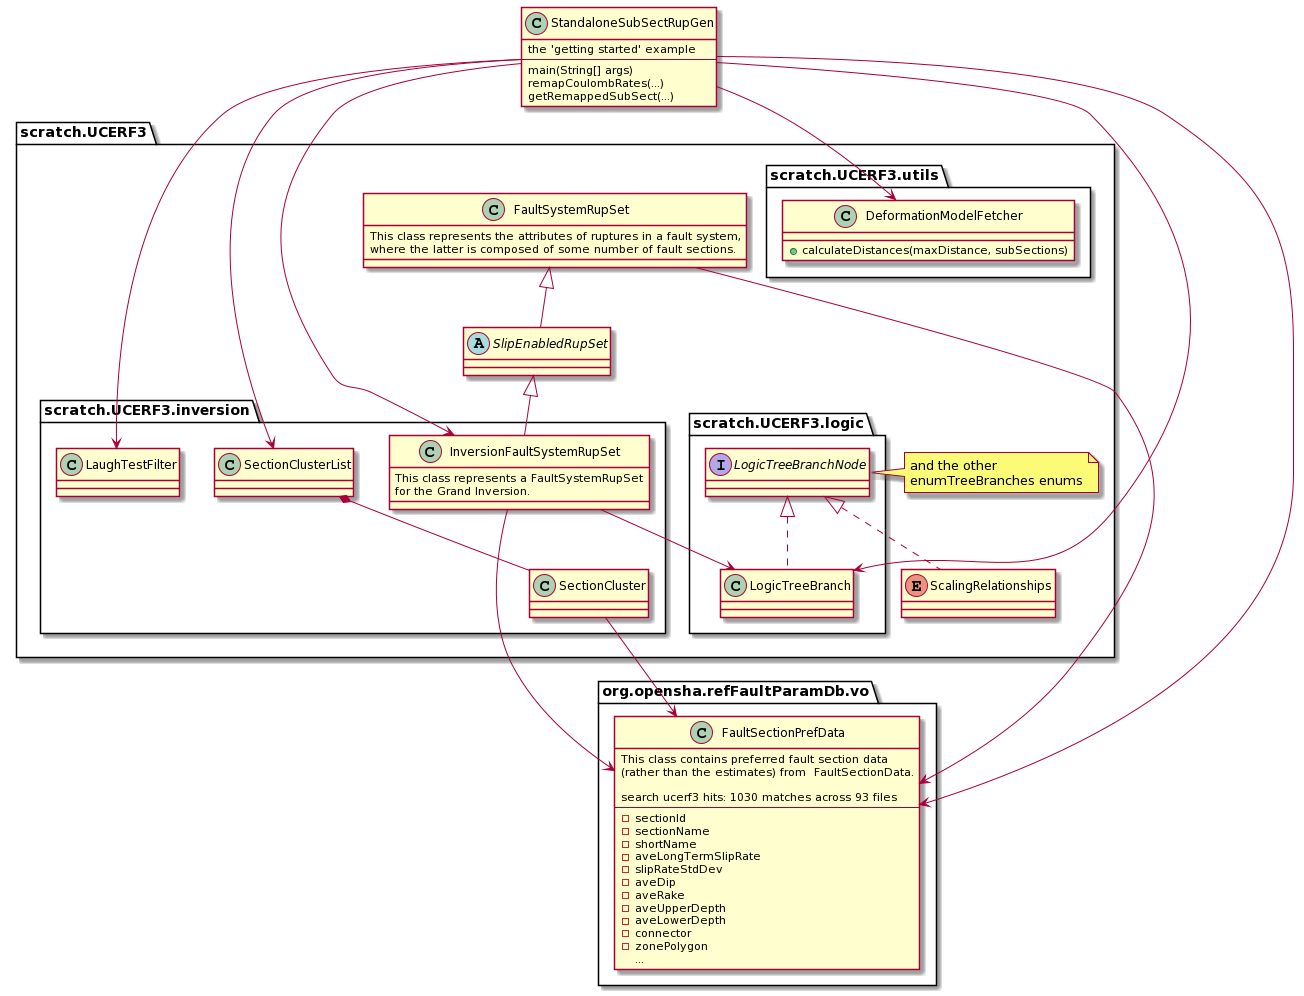 C StandaloneSubSectRupGen
the 'getting started' example
main(String[] args)
remapCoulombRates(...)
getRemappedSubSect(...)
scratch.UCERF3
scratch.UCERF3.utils
C DeformationModelFetcher
calculateDistances(maxDistance, subSections)
C FaultSystemRupSet
This class represents the attributes of ruptures in a fault system,
where the latter is composed of some number of fault sections.
A SlipEnabledRupSet
scratch.UCERF3.inversion
C LaughTestFilter
C SectionClusterList
C InversionFaultSystemRupSet
This class represents a FaultSystemRupSet
for the Grand Inversion.
C SectionCluster
scratch.UCERF3.logic
I LogicTreeBranchNode
and the other
enumTreeBranches enums
C LogicTreeBranch
E ScalingRelationships
org.opensha.refFaultParamDb.vo
C FaultSectionPrefData
This class contains preferred fault section data
(rather than the estimates) from  FaultSectionData.
search ucerf3 hits: 1030 matches across 93 files
sectionId
sectionName
shortName
aveLongTermSlipRate
slipRateStdDev
aveDip
aveRake
aveUpperDepth
aveLowerDepth
connector
zonePolygon
...